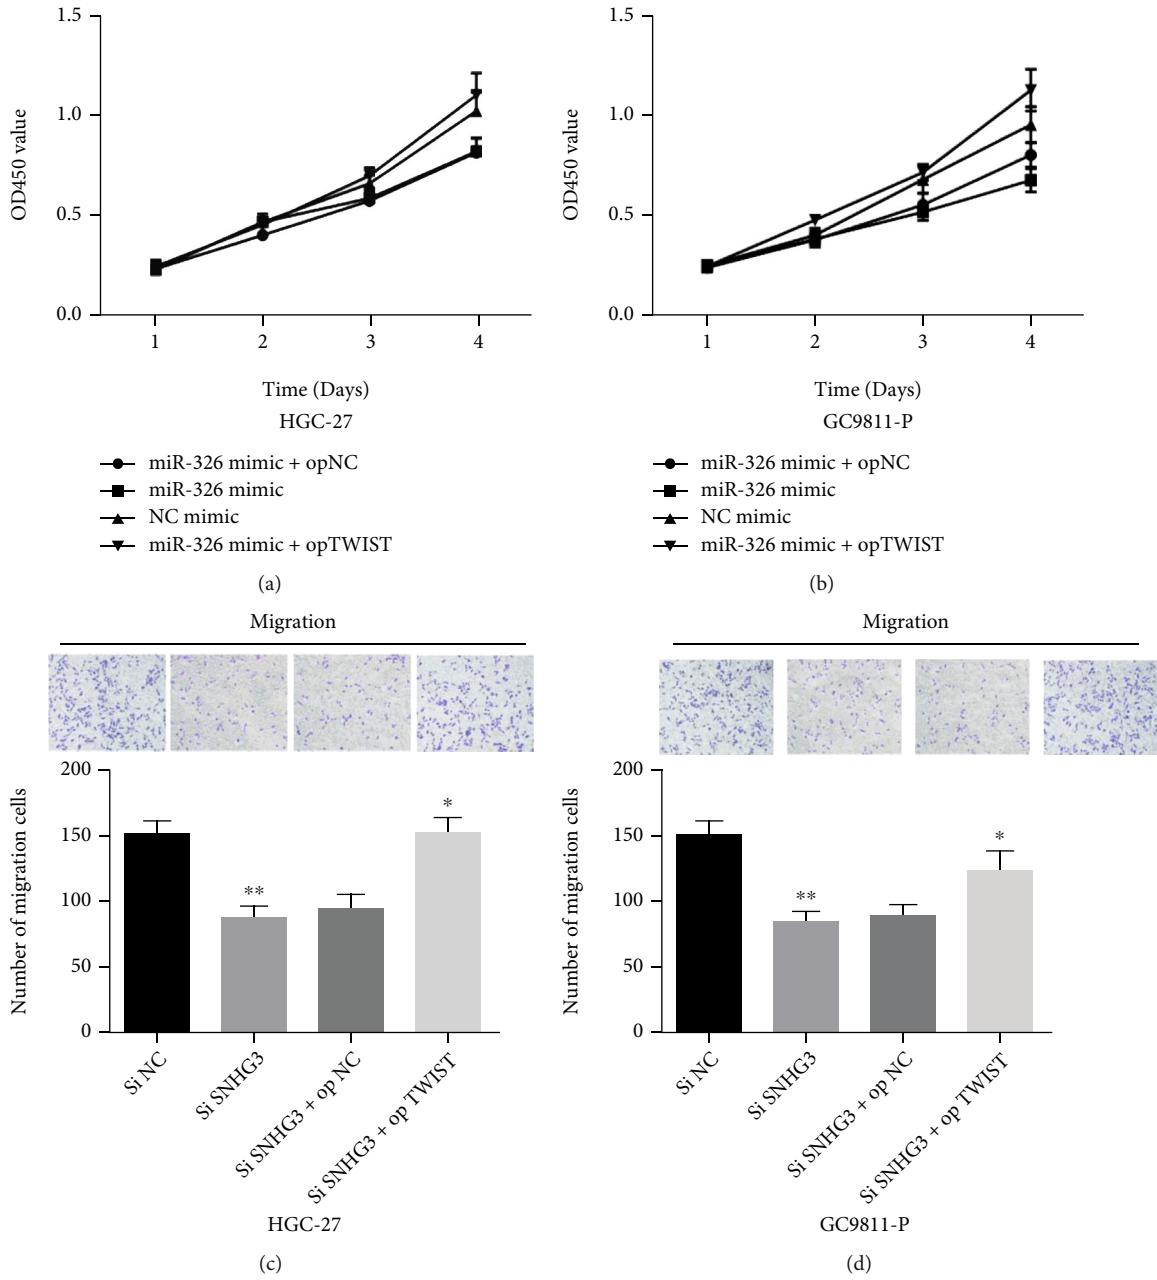 1.5
1.0
0.5
0.0
OD450 value
1 2 3 4
Time (Days)
HGC-27
miR-326 mimic + opNC
miR-326 mimic
NC mimic
miR-326 mimic + opTWIST
(a)
1.5
1.0
0.5
0.0
OD450 value
1 2 3 4
Time (Days)
GC9811-P
miR-326 mimic + opNC
miR-326 mimic
NC mimic
miR-326 mimic + opTWIST
(b)
Migration
200
150
100
50
0
Number of migration cells
**
*
Si NC
Si SNHG3
Si SNHG3 + op NC
Si SNHG3 + op TWIST
HGC-27
(c)
Migration
200
150
100
50
0
Number of migration cells
**
*
Si NC
Si SNHG3
Si SNHG3 + op NC
Si SNHG3 + op TWIST
GC9811-P
(d)